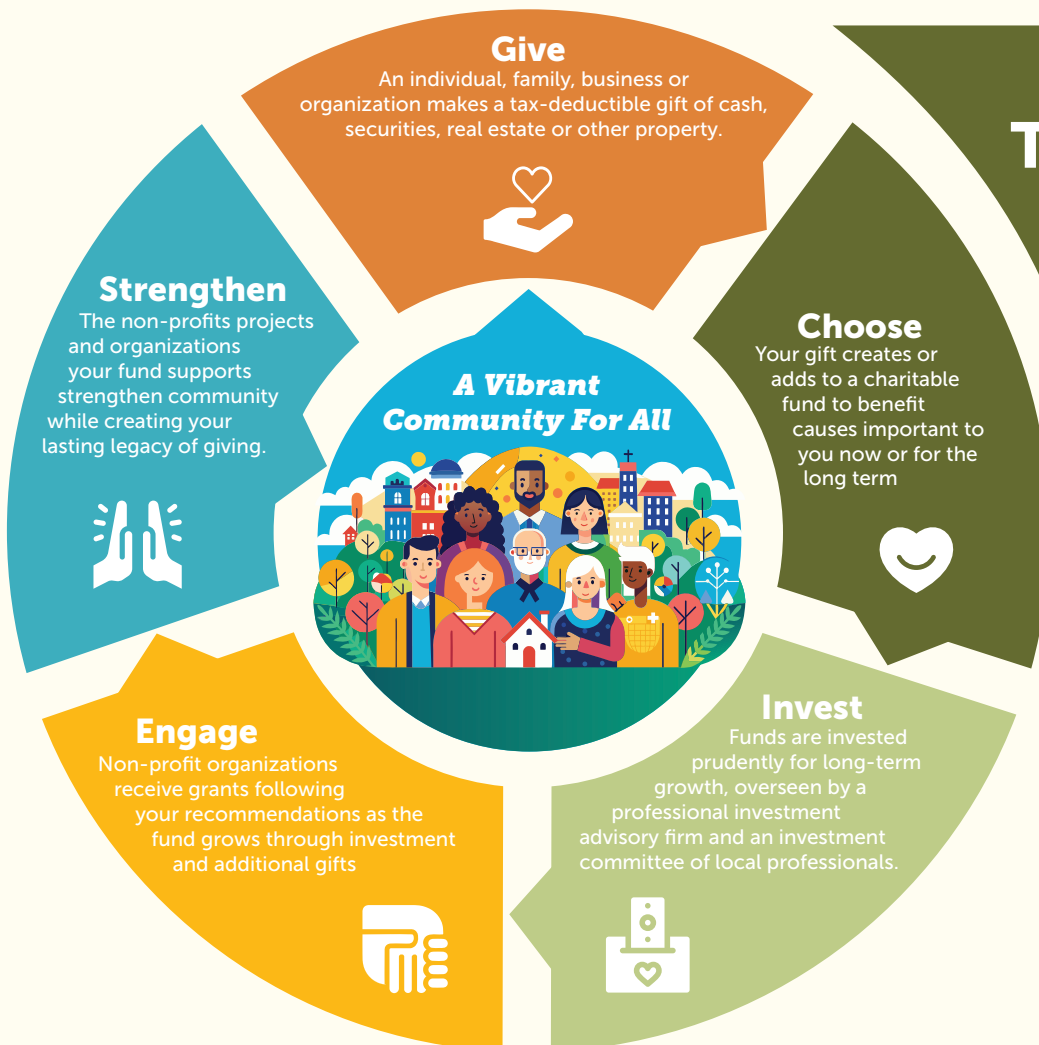 Give
An individual, family, business or
organization makes a tax-deductible gift of cash,
securities, real estate or other property.
T
Choose
Your gift creates or
adds to a charitable
fund to benefit
causes important to
you now or for the
long term
Invest
Funds are invested
prudently for long-term
growth, overseen by a
professional investment
advisory firm and an investment
committee of local professionals.
Engage
Non-profit organizations
receive grants following
your recommendations as the
fund grows through investment
and additional gifts
Strengthen
The non-profits projects
and organizations
your fund supports
strengthen community
while creating your
lasting legacy of giving.
A Vibrant
Community For All